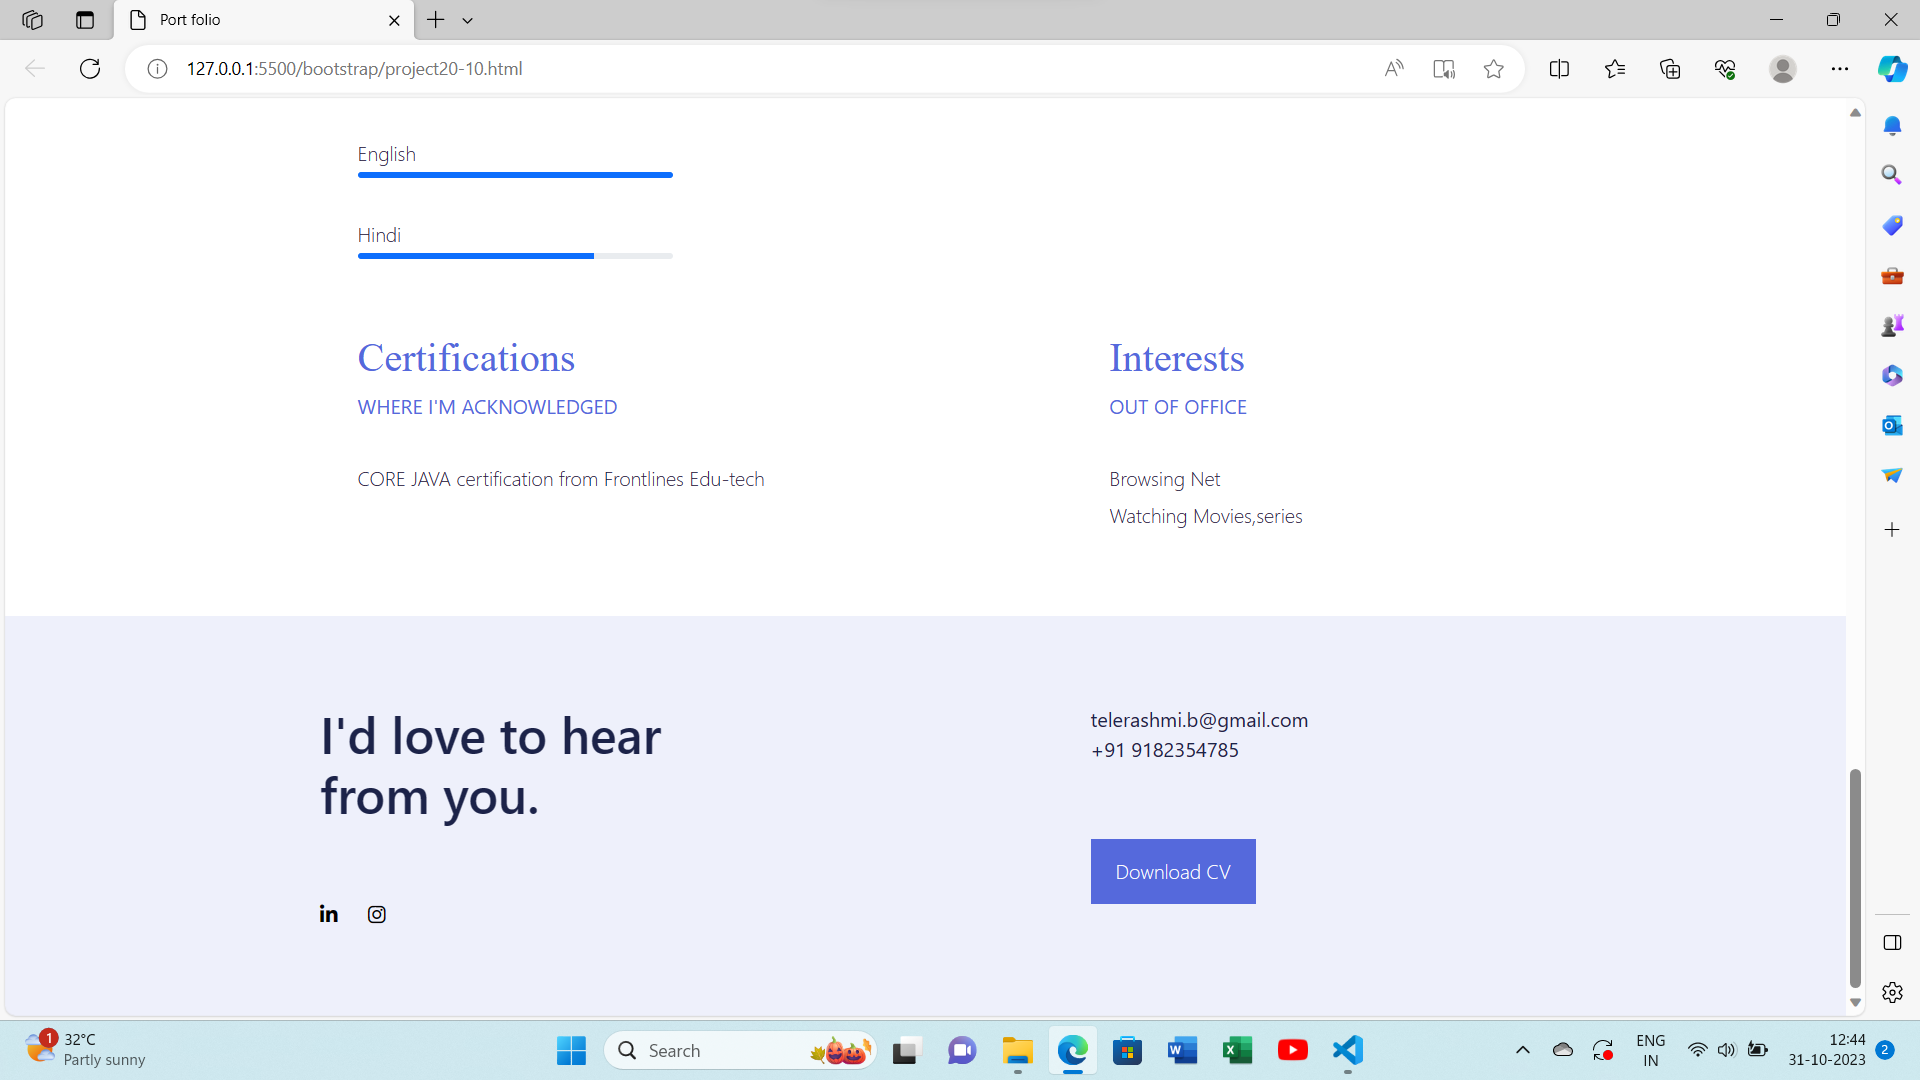 Port folio
127.0.0.1:5500/bootstrap/project20-10.html
English
Hindi
Certifications
WHERE I'M ACKNOWLEDGED
CORE JAVA certification from Frontlines Edu-tech
Interests
OUT OF OFFICE
Browsing Net
Watching Movies,series
I'd love to hear
from you.
telerashmi.b@gmail.com
+91 9182354785
Download CV
1
32°C
Partly sunny
Search
ENG
IN
12:44
31-10-2023
2